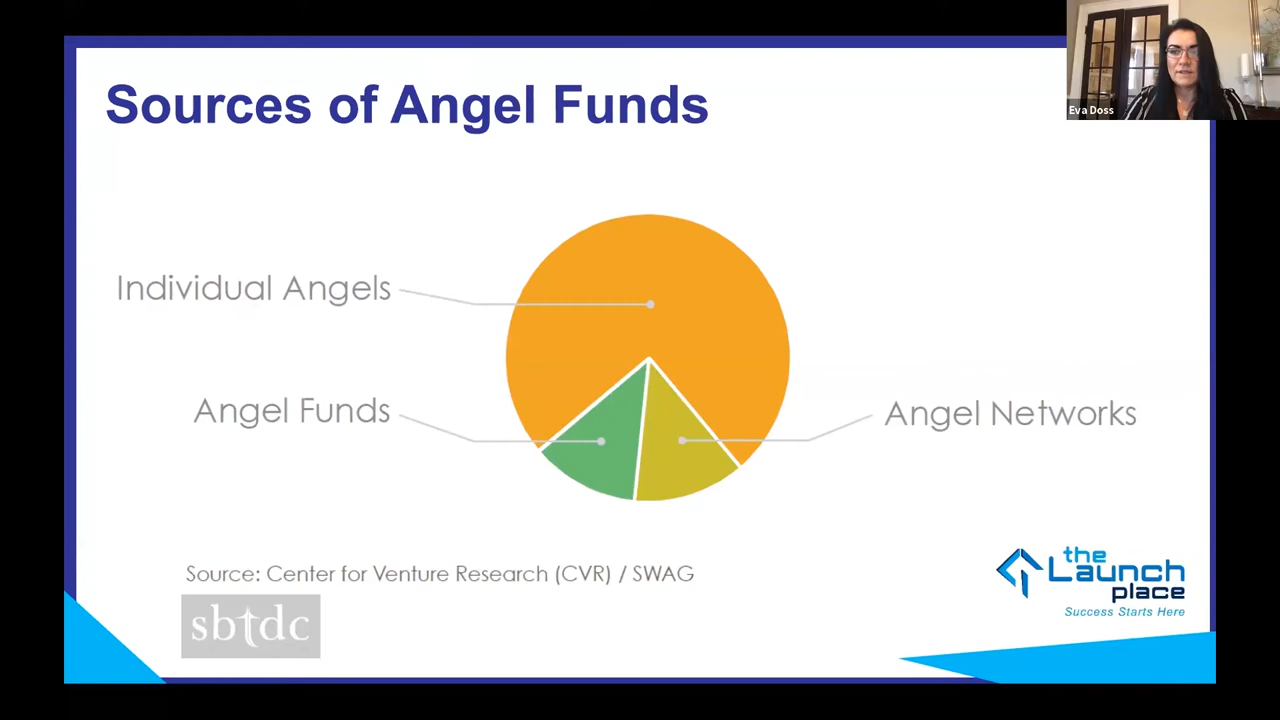 Sources of Angel Funds
Eva Doss
Individual Angels
Angel Funds
Angel Networks
Source: Center for Venture Research (CVR) / SWAG
sbtdc
the
Launch
place
Success Starts Here